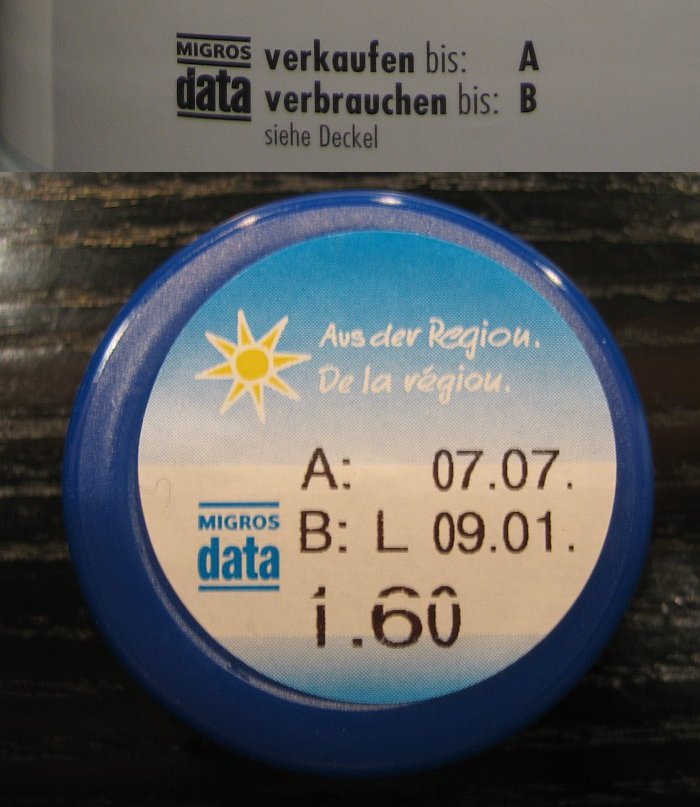 MIGROS
data
verkaufen bis: A
verbrauchen bis: B
siehe Deckel
Aus der Region.
De la région.
A: 07.07.
MIGROS
data
B: L 09.01.
1.60